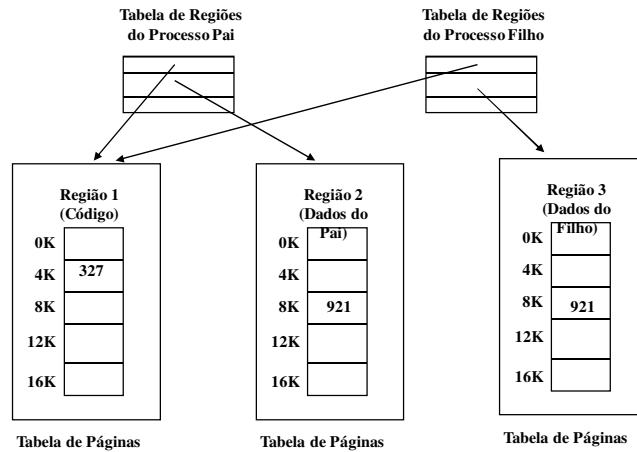 Tabela de Regiões
do Processo Pai
Tabela de Regiões
do Processo Filho
Região 1
(Código)
0K
4K
327
8K
12K
16K
Tabela de Páginas
Região 2
(Dados do
Pai)
0K
4K
8K
921
12K
16K
Tabela de Páginas
Região 3
(Dados do
Filho)
0K
4K
8K
921
12K
16K
Tabela de Páginas